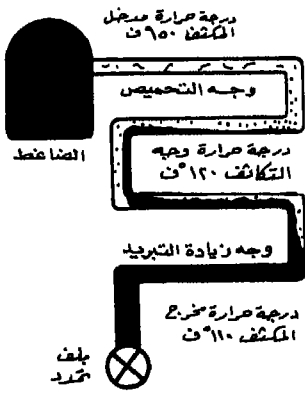 درجة حرارة مدخل
المكثف ١٥٠ْف
وجه التحميص
الضاغط
درجة حرارة وجه
التكاثف ١٢٠ْف
وجه زيادة التبريد
درجة حرارة مخرج
المكثف ١١٠ْف
بلف
تمدد